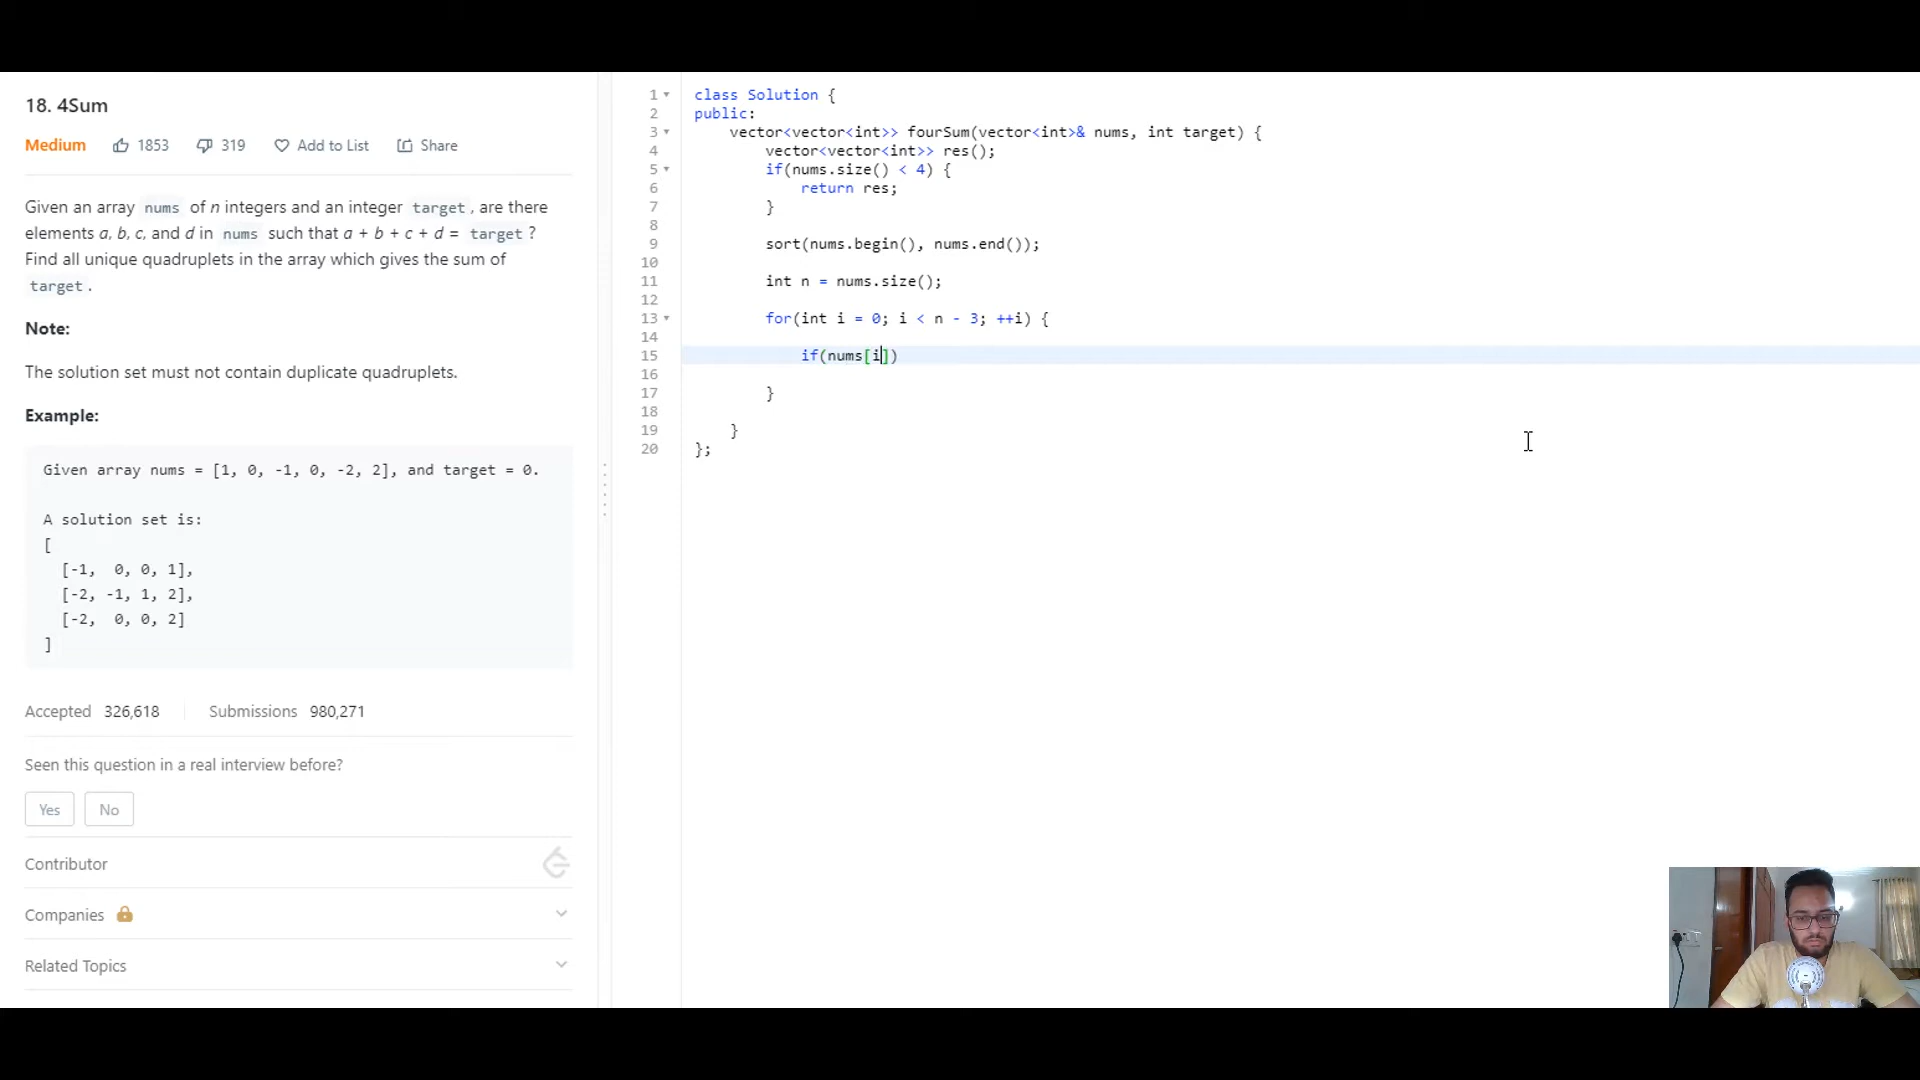 18. 4Sum
Medium 1853 319 Add to List Share
Given an array nums of n integers and an integer target, are there
elements a, b, c, and d in nums such that a + b + c + d = target?
Find all unique quadruplets in the array which gives the sum of
target.
Note:
The solution set must not contain duplicate quadruplets.
Example:
Given array nums = [1, 0, -1, 0, -2, 2], and target = 0.
A solution set is:
[
[-1, 0, 0, 1],
[-2, -1, 1, 2],
[-2, 0, 0, 2]
]
Accepted 326,618 Submissions 980,271
Seen this question in a real interview before?
Yes No
Contributor
Companies
Related Topics
1 class Solution {
2 public:
3 vector<vector<int>> fourSum(vector<int>& nums, int target) {
4 vector<vector<int>> res();
5 if(nums.size() < 4) {
6 return res;
7 }
8
9 sort(nums.begin(), nums.end());
10
11 int n = nums.size();
12
13 for(int i = 0; i < n - 3; ++i) {
14
15 if(nums[i])
16
17 }
18
19 }
20 };